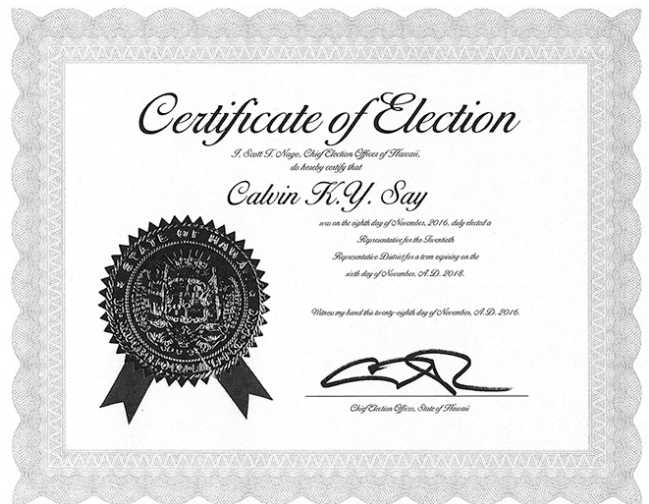 Certificate of Election
I, Scott T. Nago, Chief Election Officer of Hawaii,
do hereby certify that
Calvin K.Y. Say
was on the eighth day of November, 2016, duly elected a
Representative for the Twentieth
Representative District for a term expiring on the
sixth day of November, A.D. 2018.
Witness my hand this twenty-eighth day of November, A.D. 2016.
STATE OF HAWAII
Chief Election Officer, State of Hawaii